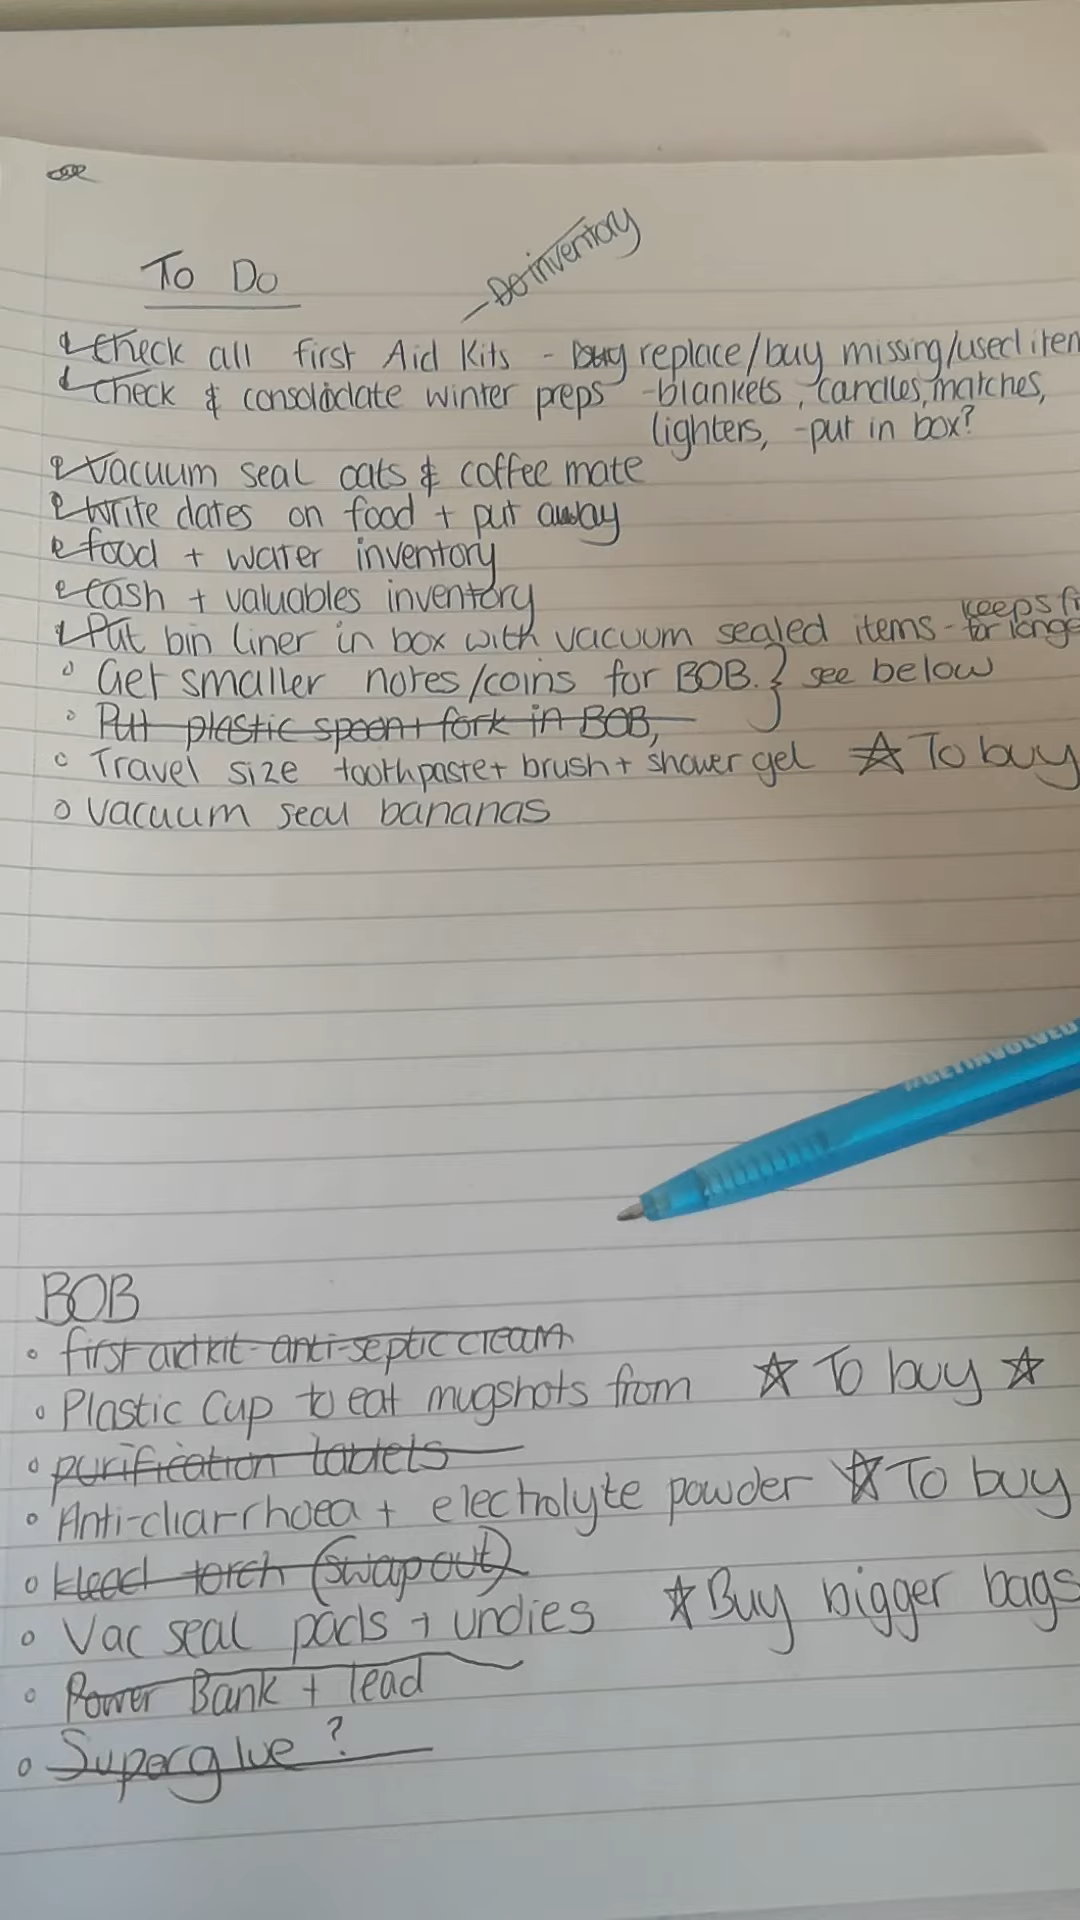 To Do
- Do inventory
Check all first Aid Kits - buy replace/buy missing/used item
Check & consolidate winter preps - blankets, candles, matches,
lighters, - put in box?
Vacuum seal oats & coffee mate
Write dates on food + put away
food + water inventory
Cash + valuables inventory
Put bin liner in box with vacuum sealed items - keeps
for longe
Get smaller notes/coins for BOB. } see below
Put plastic spoon + fork in BOB,
Travel size toothpaste + brush + shower gel ☆ To buy
Vacuum seal bananas
#GETINVOLVED
BOB
first aid kit - anti-septic cream
Plastic Cup to eat mugshots from ☆ To buy ☆
purification tablets
Anti-diarrhoea + electrolyte powder ☆ To buy
Head torch (swap out)
Vac seal pads + undies ☆ Buy bigger bags
Power Bank + lead
Superglue?